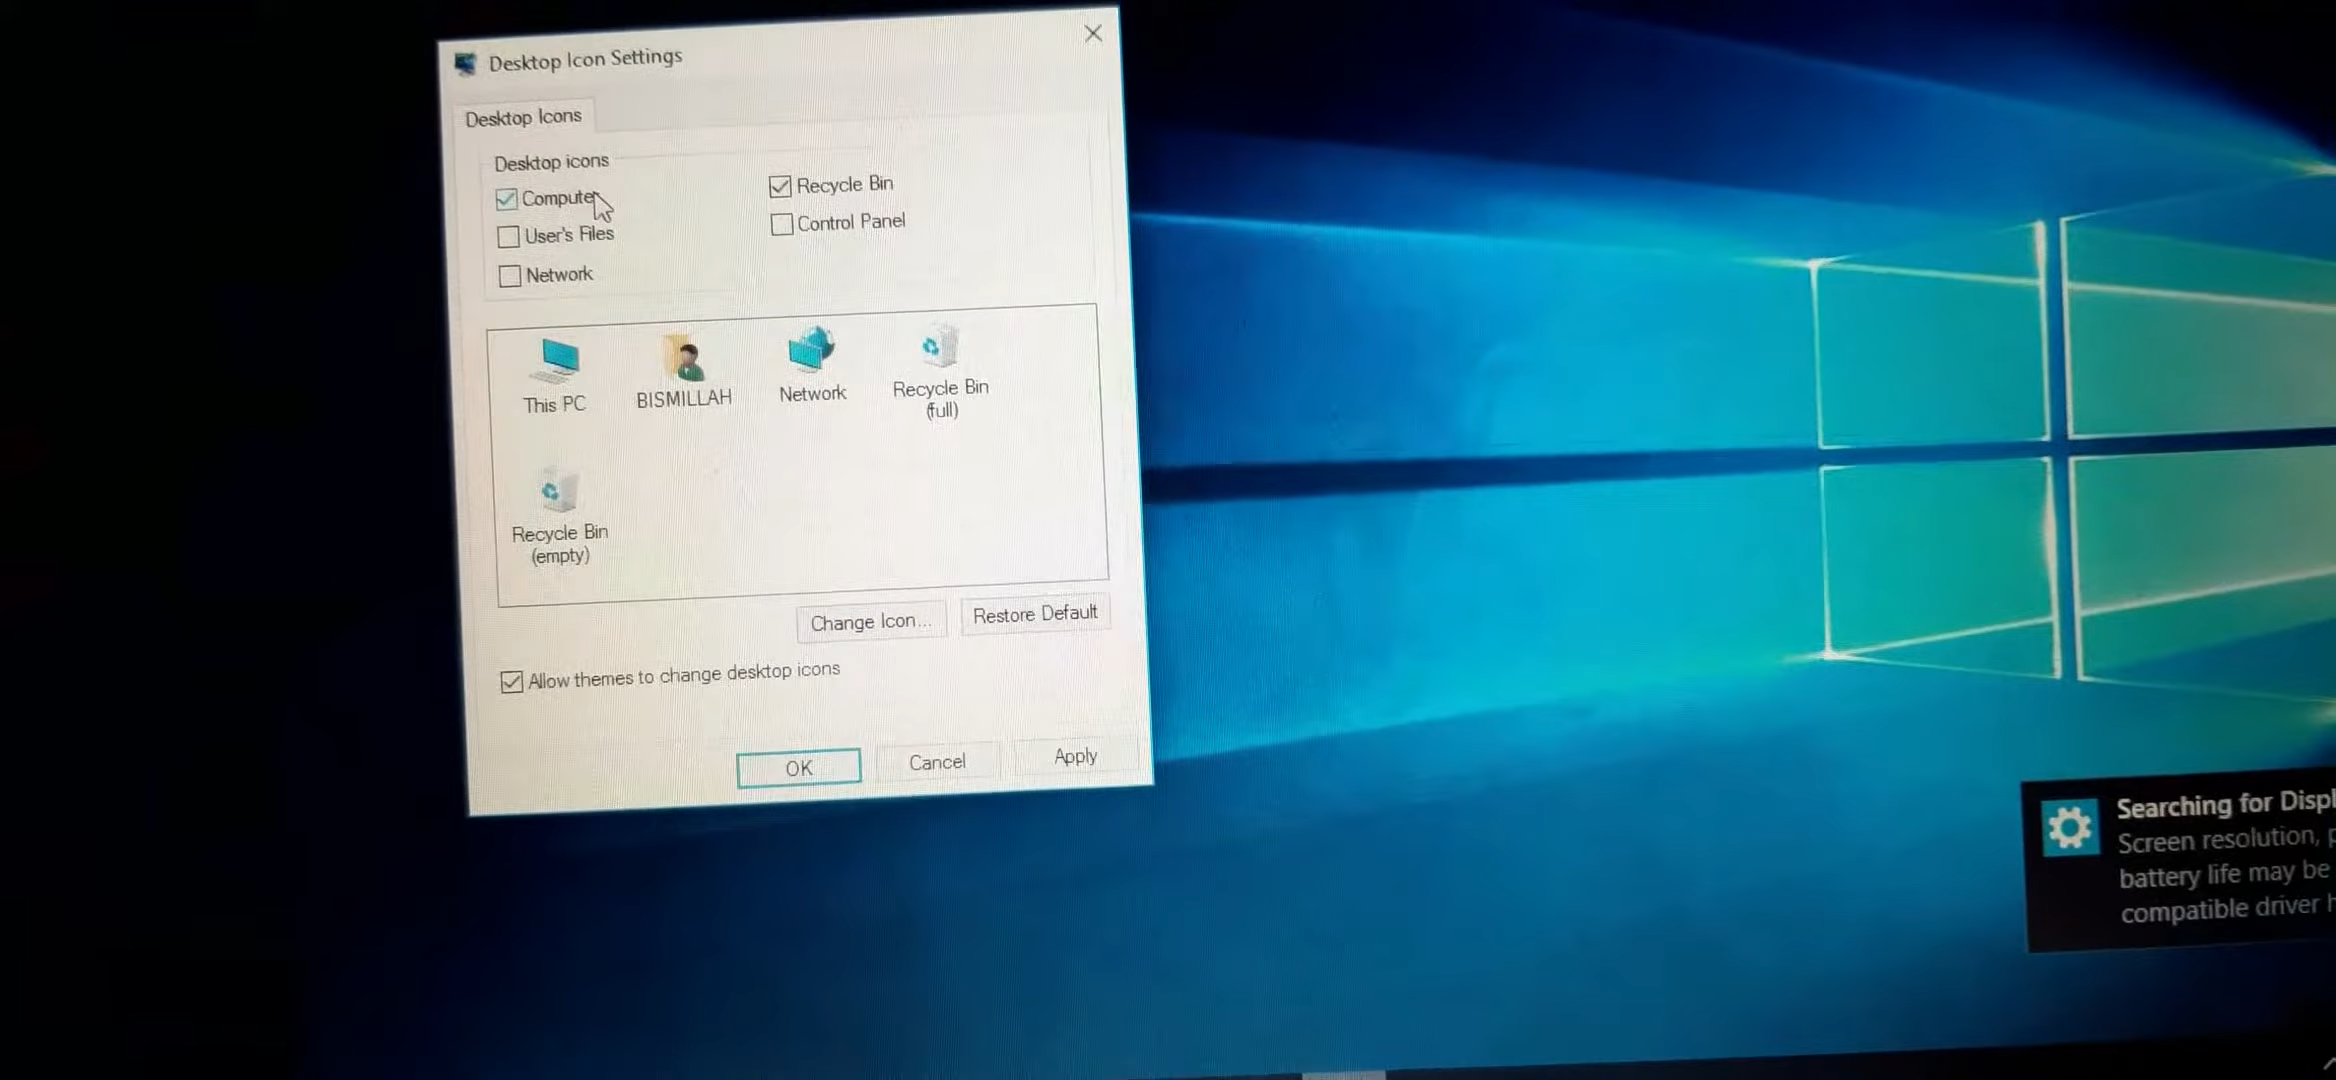 Desktop Icon Settings
Desktop Icons
Desktop icons
Computer
Recycle Bin
User's Files
Control Panel
Network
This PC
BISMILLAH
Network
Recycle Bin
(full)
Recycle Bin
(empty)
Change Icon...
Restore Default
Allow themes to change desktop icons
OK
Cancel
Apply
Searching for
Screen resolution,
battery life may be
compatible driver